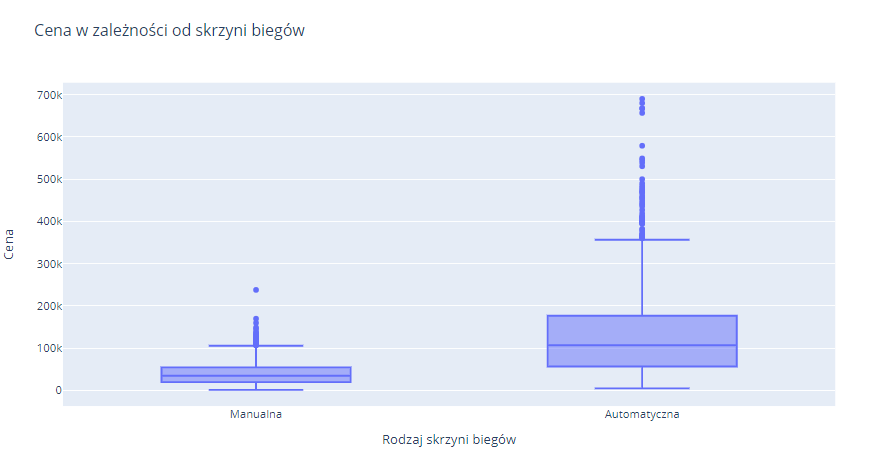 Cena w zależności od skrzyni biegów
700k
600k
500k
400k
300k
200k
100k
0
Cena
Manualna
Automatyczna
Rodzaj skrzyni biegów